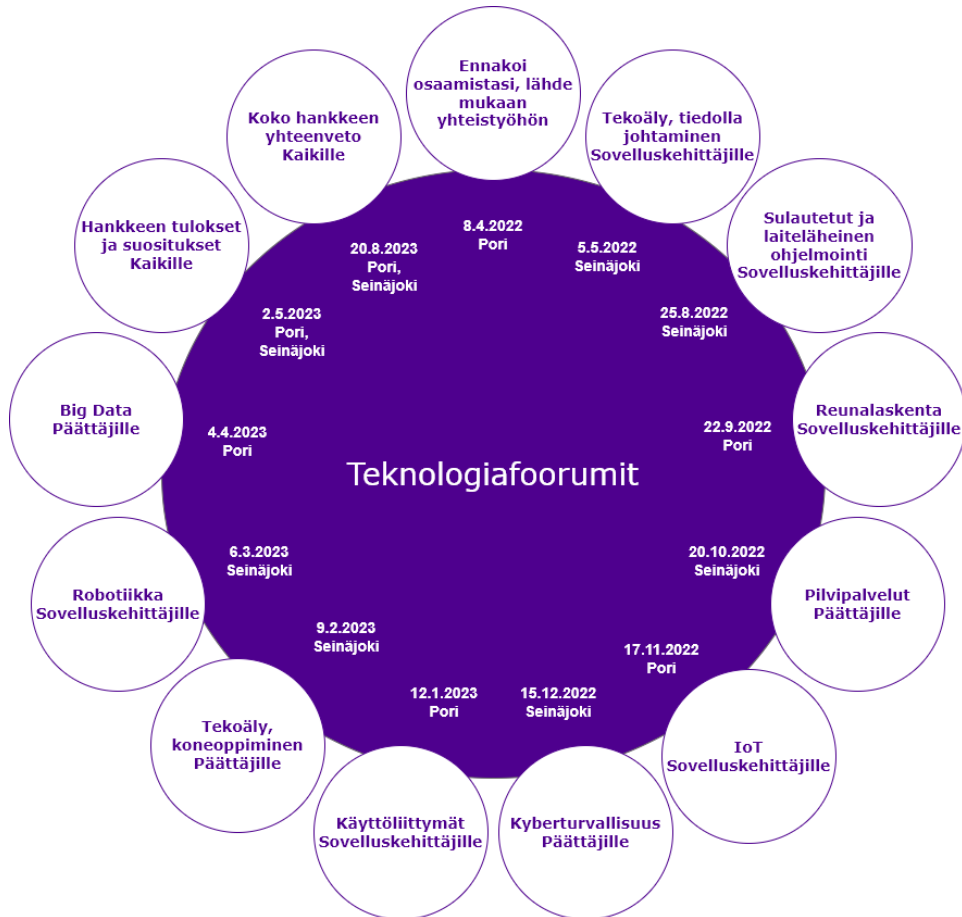 Ennakoi
osaamistasi, lähde
mukaan
yhteistyöhön
8.4.2022
Pori
Tekoäly, tiedolla
johtaminen
Sovelluskehittäjille
5.5.2022
Seinäjoki
Sulautetut ja
laiteläheinen
ohjelmointi
Sovelluskehittäjille
25.8.2022
Seinäjoki
Reunalaskenta
Sovelluskehittäjille
22.9.2022
Pori
Pilvipalvelut
Päättäjille
20.10.2022
Seinäjoki
IoT
Sovelluskehittäjille
17.11.2022
Pori
Kyberturvallisuus
Päättäjille
15.12.2022
Seinäjoki
Käyttöliittymät
Sovelluskehittäjille
12.1.2023
Pori
Tekoäly,
koneoppiminen
Päättäjille
9.2.2023
Seinäjoki
Robotiikka
Sovelluskehittäjille
6.3.2023
Seinäjoki
Big Data
Päättäjille
4.4.2023
Pori
Hankkeen tulokset
ja suositukset
Kaikille
2.5.2023
Pori,
Seinäjoki
Koko hankkeen
yhteenveto
Kaikille
20.8.2023
Pori,
Seinäjoki
Teknologiafoorumit